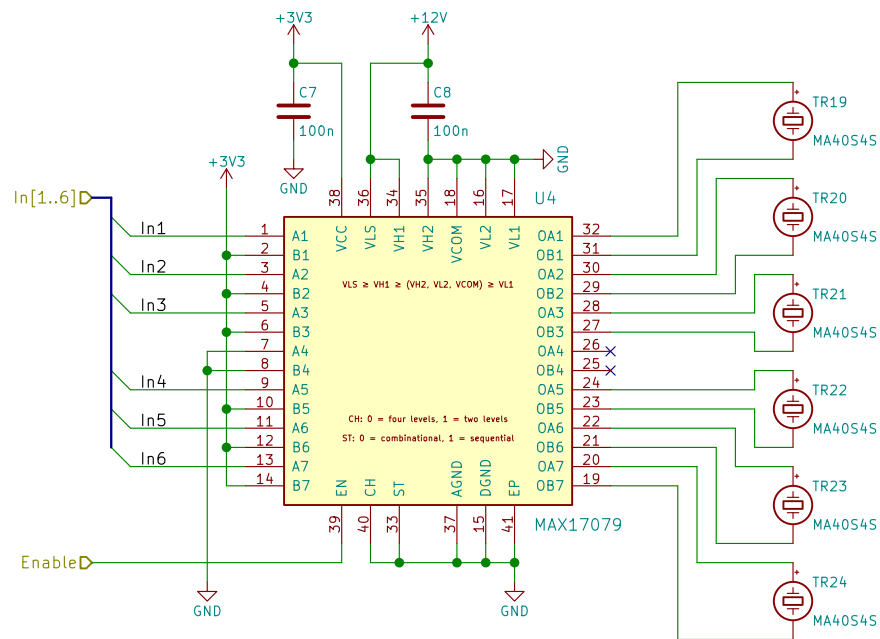 +3V3
+12V
C7
100n
C8
100n
GND
GND
+3V3
In[1..6]
38
36
34
35
18
16
17
U4
VCC
VLS
VH1
VH2
VCOM
VL2
VL1
VLS ≥ VH1 ≥ (VH2, VL2, VCOM) ≥ VL1
In1 1 A1
2 B1
In2 3 A2
4 B2
In3 5 A3
6 B3
7 A4
8 B4
In4 9 A5
10 B5
In5 11 A6
12 B6
In6 13 A7
14 B7
OA1 32
OB1 31
OA2 30
OB2 29
OA3 28
OB3 27
OA4 26
OB4 25
OA5 24
OB5 23
OA6 22
OB6 21
OA7 20
OB7 19
CH: 0 = four levels, 1 = two levels
ST: 0 = combinational, 1 = sequential
EN
CH
ST
AGND
DGND
EP
39
40
33
37
15
41
MAX17079
Enable
GND
GND
+
TR19
MA40S4S
+
TR20
MA40S4S
+
TR21
MA40S4S
+
TR22
MA40S4S
+
TR23
MA40S4S
+
TR24
MA40S4S